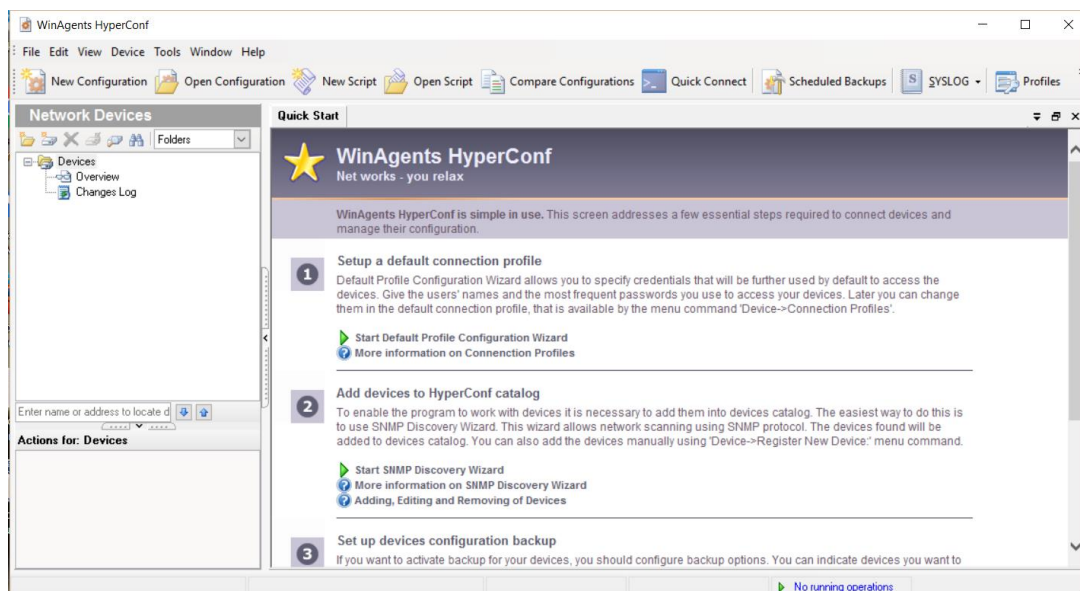 WinAgents HyperConf
File Edit View Device Tools Window Help
New Configuration Open Configuration New Script Open Script Compare Configurations Quick Connect Scheduled Backups SYSLOG Profiles
Network Devices
Folders
Devices
Overview
Changes Log
Enter name or address to locate d
Actions for: Devices
Quick Start
WinAgents HyperConf
Net works - you relax
WinAgents HyperConf is simple in use. This screen addresses a few essential steps required to connect devices and
manage their configuration.
1
Setup a default connection profile
Default Profile Configuration Wizard allows you to specify credentials that will be further used by default to access the
devices. Give the users' names and the most frequent passwords you use to access your devices. Later you can change
them in the default connection profile, that is available by the menu command 'Device->Connection Profiles'.
Start Default Profile Configuration Wizard
More information on Connenction Profiles
2
Add devices to HyperConf catalog
To enable the program to work with devices it is necessary to add them into devices catalog. The easiest way to do this is
to use SNMP Discovery Wizard. This wizard allows network scanning using SNMP protocol. The devices found will be
added to devices catalog. You can also add the devices manually using 'Device->Register New Device:' menu command.
Start SNMP Discovery Wizard
More information on SNMP Discovery Wizard
Adding, Editing and Removing of Devices
3
Set up devices configuration backup
If you want to activate backup for your devices, you should configure backup options. You can indicate devices you want to
No running operations